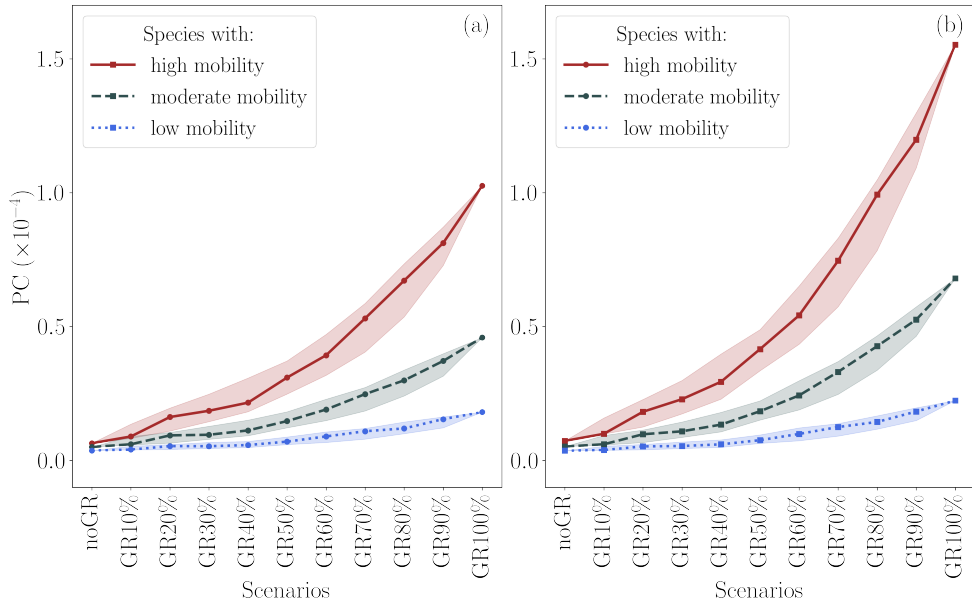 (a)
Species with:
high mobility
moderate mobility
low mobility
PC (×10⁻⁴)
1.5
1.0
0.5
0.0
noGR
GR10%
GR20%
GR30%
GR40%
GR50%
GR60%
GR70%
GR80%
GR90%
GR100%
Scenarios
(b)
Species with:
high mobility
moderate mobility
low mobility
1.5
1.0
0.5
0.0
noGR
GR10%
GR20%
GR30%
GR40%
GR50%
GR60%
GR70%
GR80%
GR90%
GR100%
Scenarios